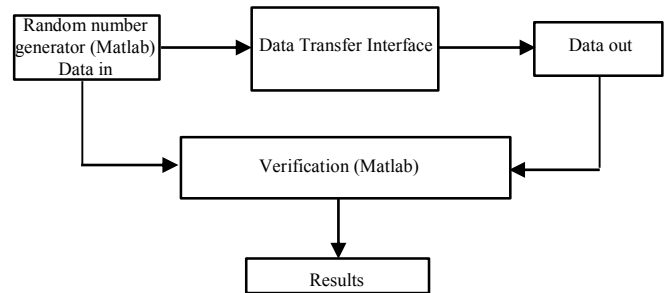 Random number
generator (Matlab)
Data in
Data Transfer Interface
Data out
Verification (Matlab)
Results